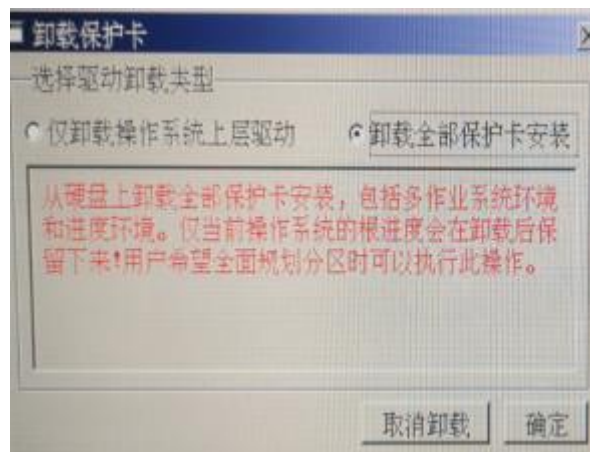 卸载保护卡
选择驱动卸载类型
仅卸载操作系统上层驱动
卸载全部保护卡安装
从硬盘上卸载全部保护卡安装，包括多作业系统环境
和进度环境。仅当前操作系统的根进度会在卸载后保
留下来!用户希望全面规划分区时可以执行此操作。
取消卸载
确定